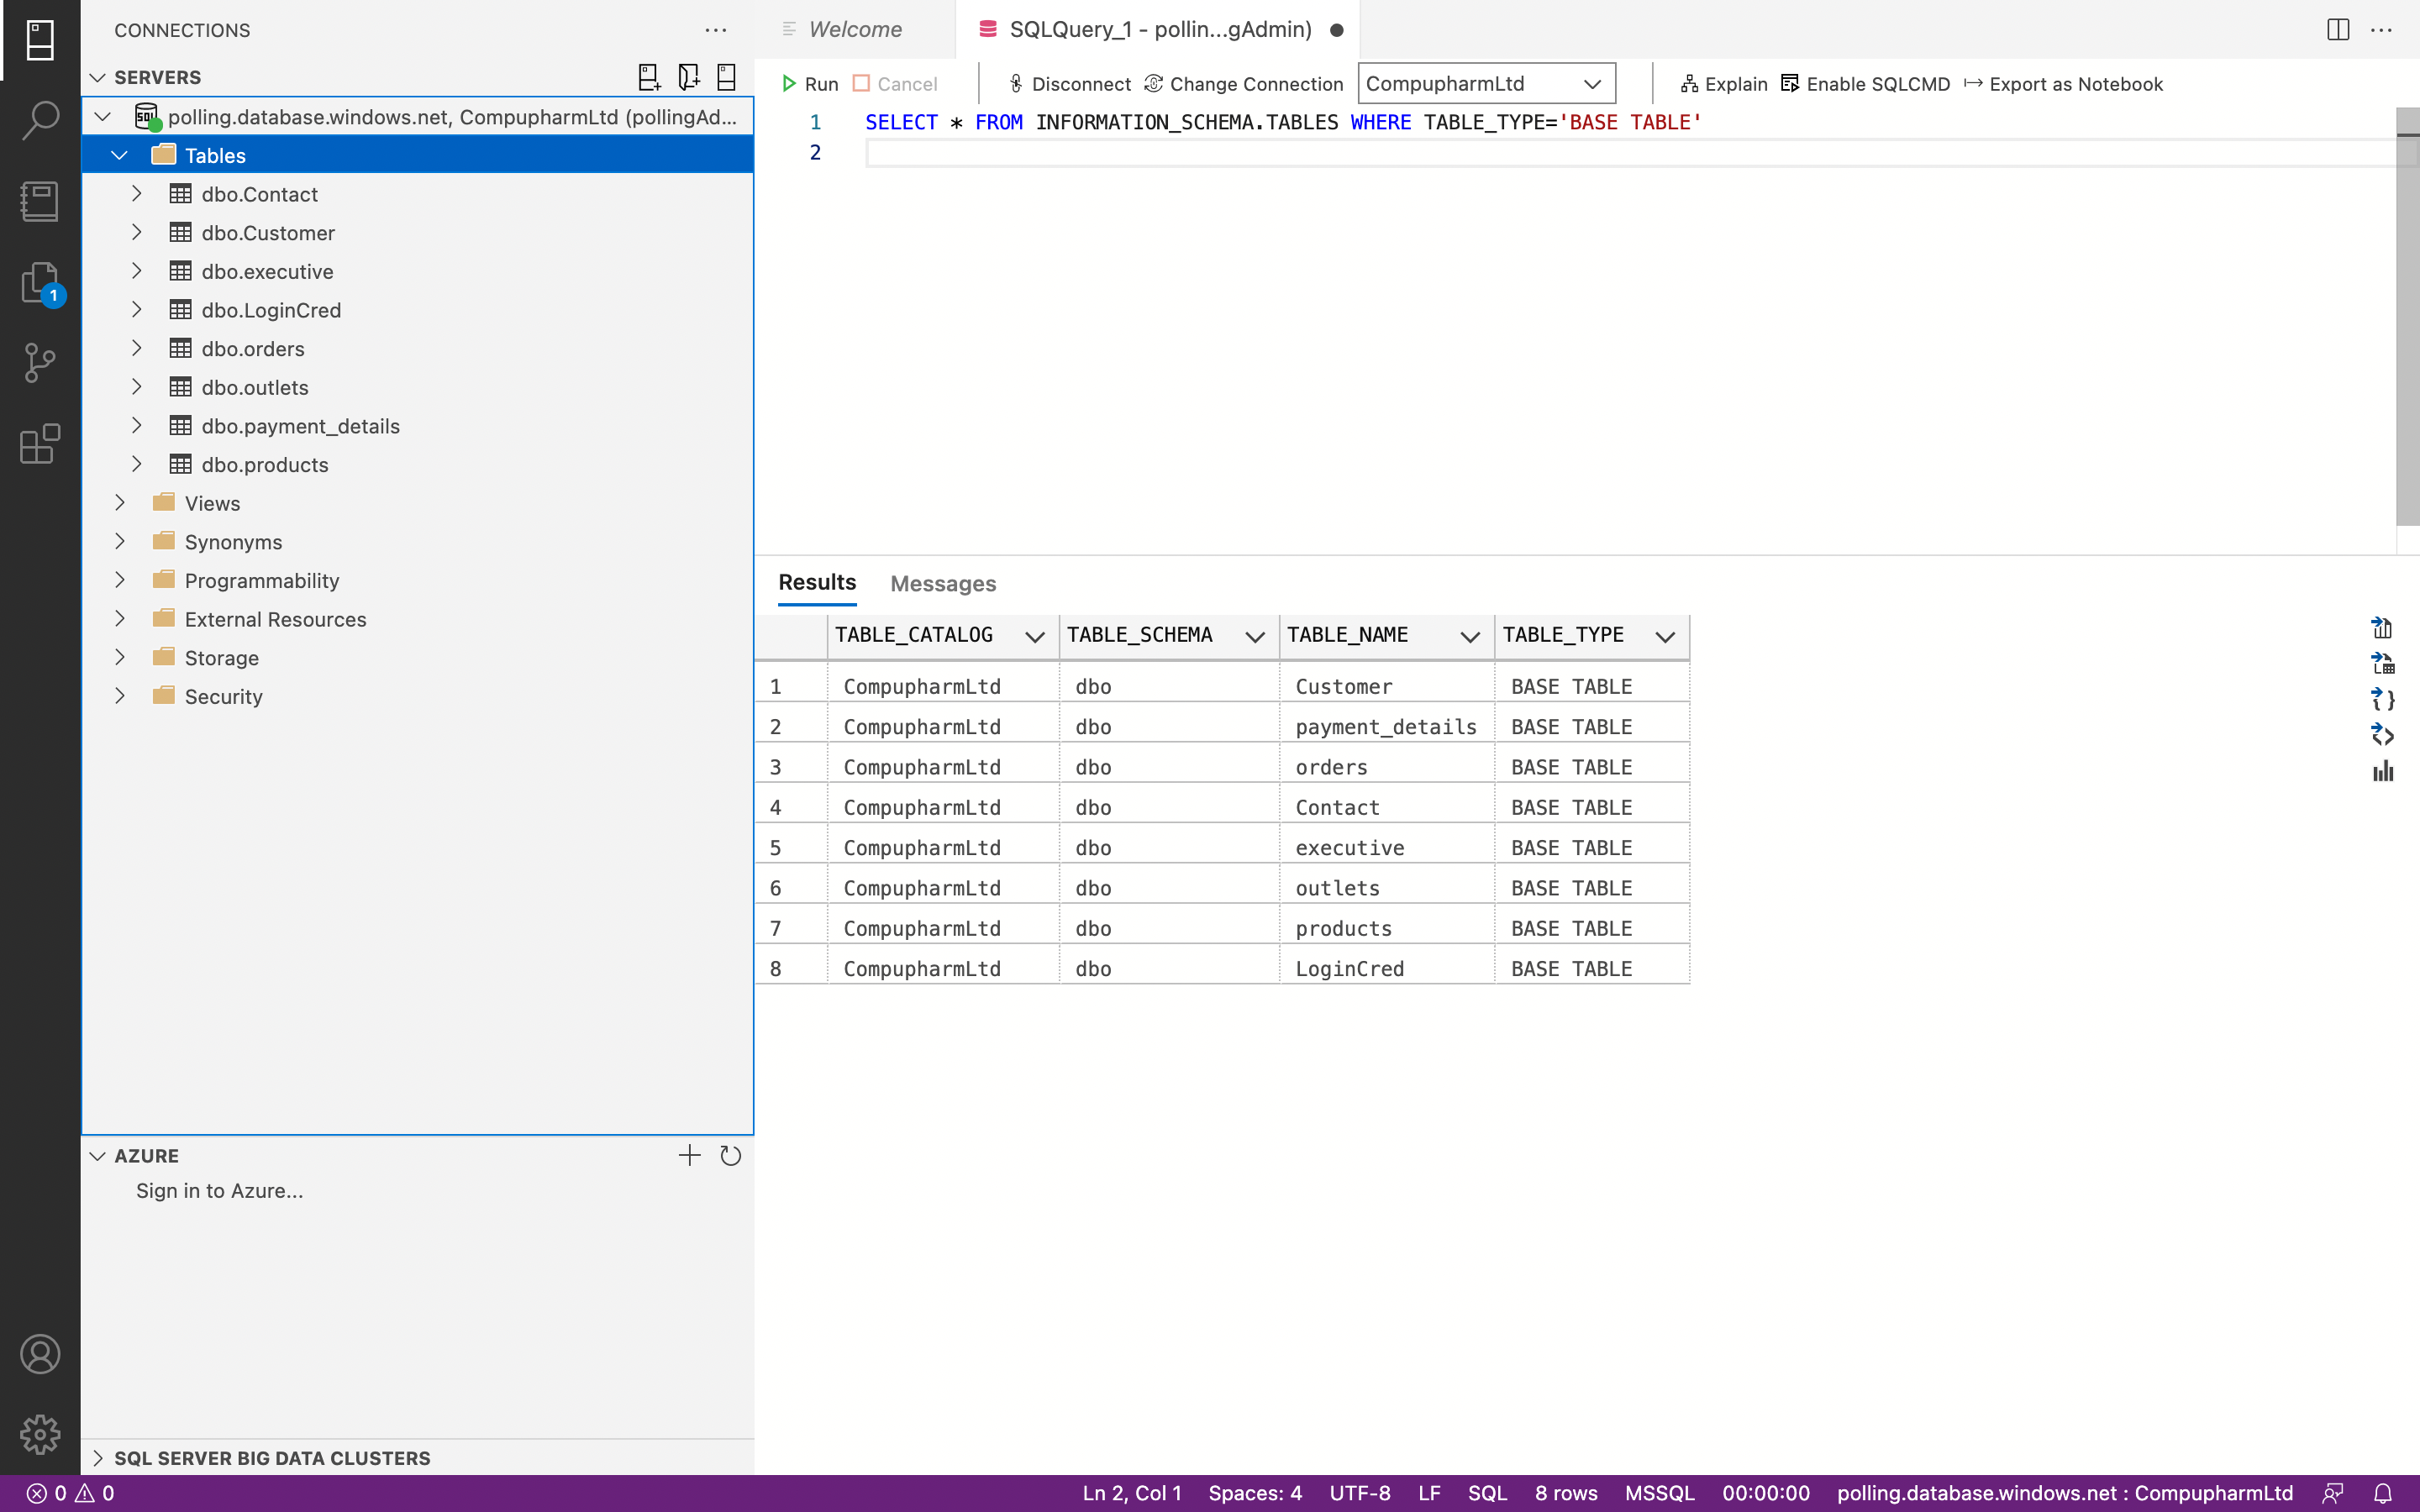 CONNECTIONS
SERVERS
polling.database.windows.net, CompupharmLtd (pollingAd...
Tables
dbo.Contact
dbo.Customer
dbo.executive
dbo.LoginCred
dbo.orders
dbo.outlets
dbo.payment_details
dbo.products
Views
Synonyms
Programmability
External Resources
Storage
Security
1
AZURE
Sign in to Azure...
SQL SERVER BIG DATA CLUSTERS
Welcome
SQLQuery_1 - pollin...gAdmin)
Run Cancel Disconnect Change Connection CompupharmLtd Explain Enable SQLCMD Export as Notebook
1 SELECT * FROM INFORMATION_SCHEMA.TABLES WHERE TABLE_TYPE='BASE TABLE'
2
Results Messages
TABLE_CATALOG TABLE_SCHEMA TABLE_NAME TABLE_TYPE
1 CompupharmLtd dbo Customer BASE TABLE
2 CompupharmLtd dbo payment_details BASE TABLE
3 CompupharmLtd dbo orders BASE TABLE
4 CompupharmLtd dbo Contact BASE TABLE
5 CompupharmLtd dbo executive BASE TABLE
6 CompupharmLtd dbo outlets BASE TABLE
7 CompupharmLtd dbo products BASE TABLE
8 CompupharmLtd dbo LoginCred BASE TABLE
0 0 Ln 2, Col 1 Spaces: 4 UTF-8 LF SQL 8 rows MSSQL 00:00:00 polling.database.windows.net : CompupharmLtd